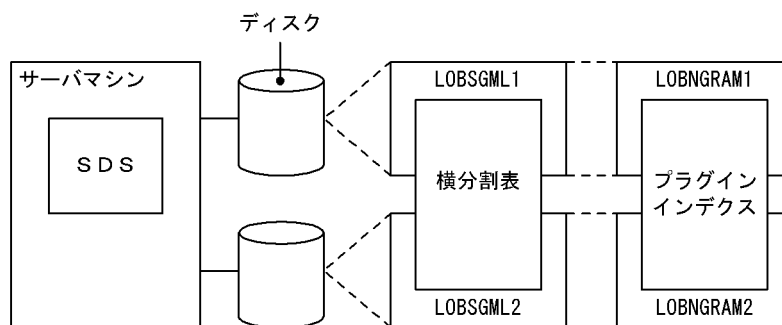 ディスク
サーバマシン
LOBSGML1
LOBNGRAM1
ＳＤＳ
横分割表
プラグイン
インデクス
LOBSGML2
LOBNGRAM2